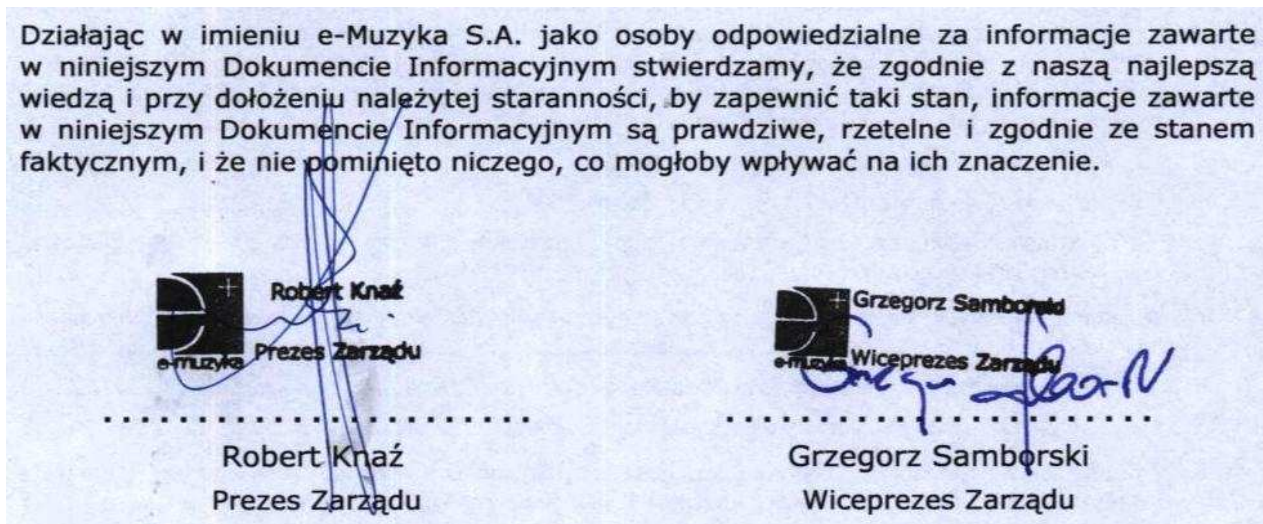 Działając w imieniu e-Muzyka S.A. jako osoby odpowiedzialne za informacje zawarte
w niniejszym Dokumencie Informacyjnym stwierdzamy, że zgodnie z naszą najlepszą
wiedzą i przy dołożeniu należytej staranności, by zapewnić taki stan, informacje zawarte
w niniejszym Dokumencie Informacyjnym są prawdziwe, rzetelne i zgodnie ze stanem
faktycznym, i że nie pominięto niczego, co mogłoby wpływać na ich znaczenie.
Robert Knaź
Prezes Zarządu
e-muzyka
Grzegorz Samborski
Wiceprezes Zarządu
e-muzyka
Robert Knaź
Prezes Zarządu
Grzegorz Samborski
Wiceprezes Zarządu